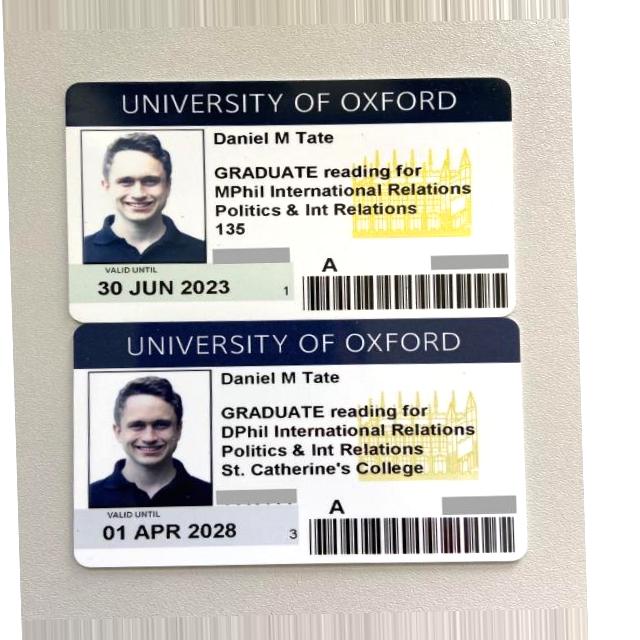 UNIVERSITY OF OXFORD
Daniel M Tate
GRADUATE reading for
MPhil International Relations
Politics & Int Relations
135
VALID UNTIL
30 JUN 2023
1
A
UNIVERSITY OF OXFORD
Daniel M Tate
GRADUATE reading for
DPhil International Relations
Politics & Int Relations
St. Catherine's College
VALID UNTIL
01 APR 2028
3
A